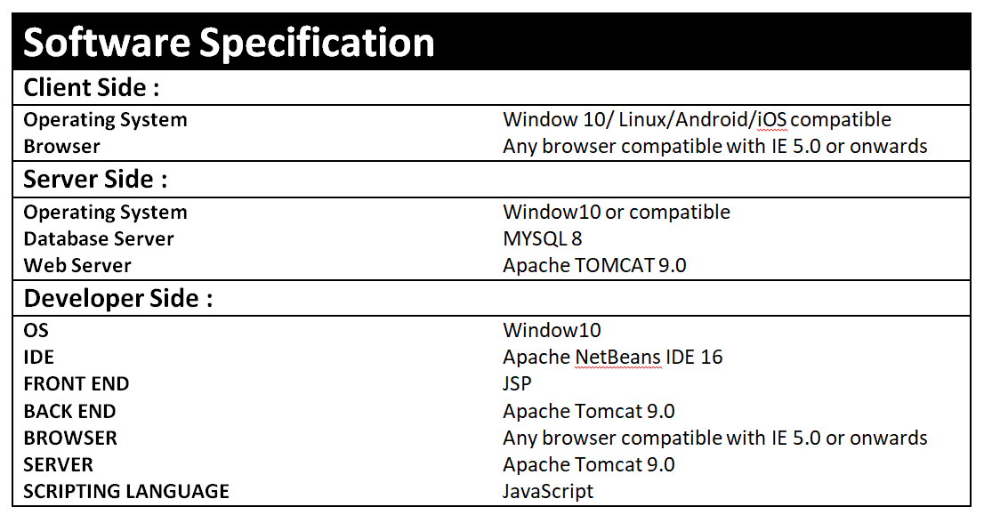 Software Specification
Client Side :
Operating System Window 10/ Linux/Android/iOS compatible
Browser Any browser compatible with IE 5.0 or onwards
Server Side :
Operating System Window10 or compatible
Database Server MYSQL 8
Web Server Apache TOMCAT 9.0
Developer Side :
OS Window10
IDE Apache NetBeans IDE 16
FRONT END JSP
BACK END Apache Tomcat 9.0
BROWSER Any browser compatible with IE 5.0 or onwards
SERVER Apache Tomcat 9.0
SCRIPTING LANGUAGE JavaScript